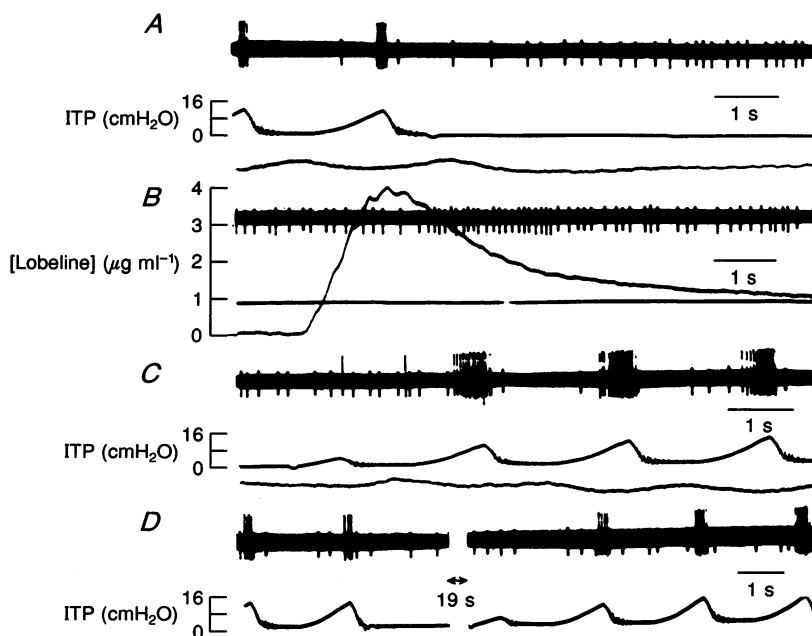 A
16
ITP (cmH₂O)
0
1 s
B
4
3
[Lobeline] (μg ml⁻¹)
2
1 s
1
0
C
1 s
16
ITP (cmH₂O)
0
D
19 s
1 s
16
ITP (cmH₂O)
0